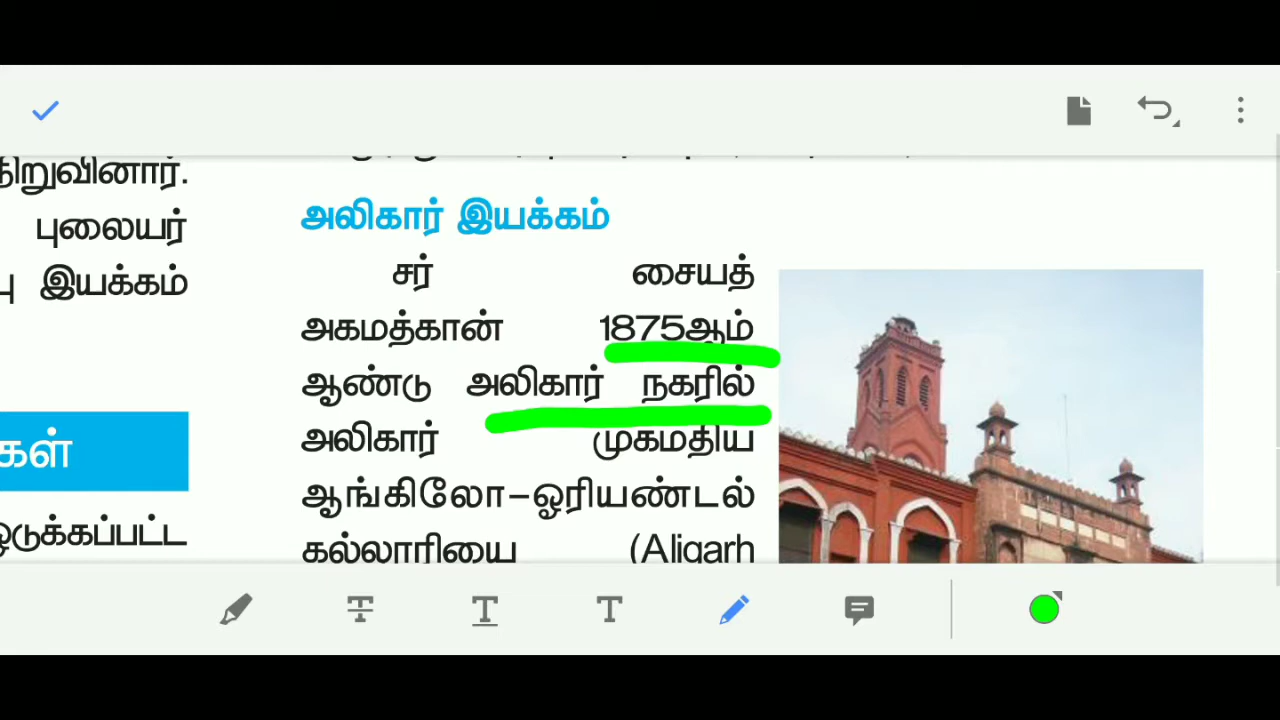 நிறுவினார்.
புலையர்
இயக்கம்
கள்
ஒடுக்கப்பட்ட
அலிகார் இயக்கம்
சர் சையத்
அகமத்கான் 1875ஆம்
ஆண்டு அலிகார் நகரில்
அலிகார் முகமதிய
ஆங்கிலோ-ஓரியண்டல்
கல்லாரியை (Aligarh